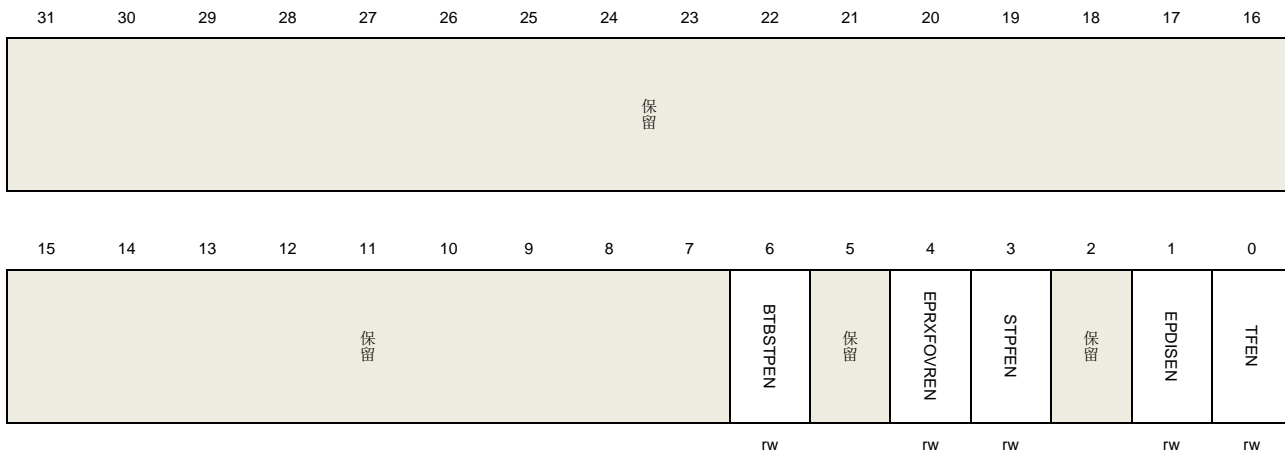 31 30 29 28 27 26 25 24 23 22 21 20 19 18 17 16
保留
15 14 13 12 11 10 9 8 7 6 5 4 3 2 1 0
保留 BTBSTPEN 保留 EPRXFOVREN STPFEN 保留 EPDISEN TFEN
rw rw rw rw rw